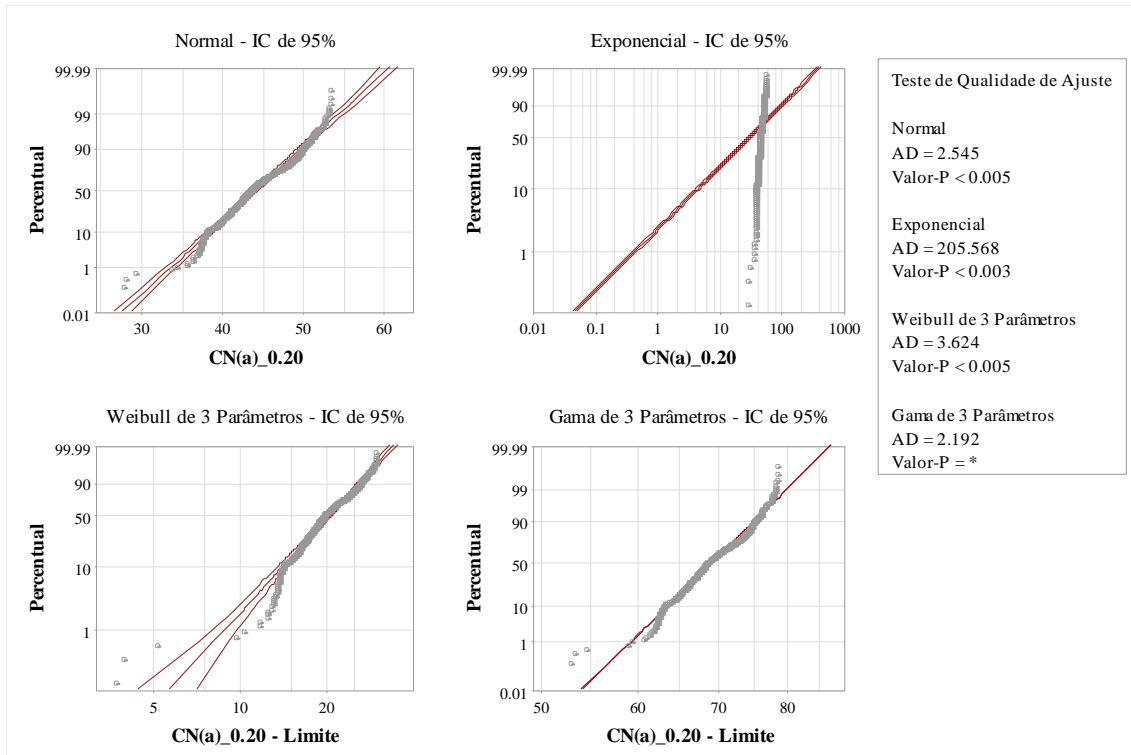 Normal - IC de 95%
99.99
99
90
50
10
1
0.01
Percentual
30
40
50
60
CN(a)_0.20
Exponencial - IC de 95%
99.99
90
50
10
1
0.01
Percentual
0.01
0.1
1
10
100
1000
CN(a)_0.20
Weibull de 3 Parâmetros - IC de 95%
99.99
90
50
10
1
0.01
Percentual
5
10
20
CN(a)_0.20 - Limite
Gama de 3 Parâmetros - IC de 95%
99.99
99
90
50
10
1
0.01
Percentual
50
60
70
80
CN(a)_0.20 - Limite
Teste de Qualidade de Ajuste
Normal
AD = 2.545
Valor-P < 0.005
Exponencial
AD = 205.568
Valor-P < 0.003
Weibull de 3 Parâmetros
AD = 3.624
Valor-P < 0.005
Gama de 3 Parâmetros
AD = 2.192
Valor-P = *